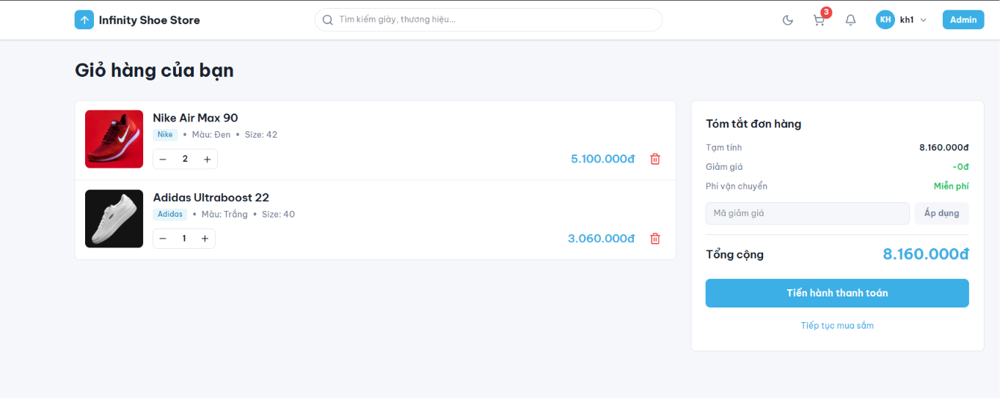 Infinity Shoe Store
Tìm kiếm giày, thương hiệu...
3
KH
kh1
Admin
Giỏ hàng của bạn
Nike Air Max 90
Nike • Màu: Đen • Size: 42
− 2 +
5.100.000đ
Adidas Ultraboost 22
Adidas • Màu: Trắng • Size: 40
− 1 +
3.060.000đ
Tóm tắt đơn hàng
Tạm tính 8.160.000đ
Giảm giá -0đ
Phí vận chuyển Miễn phí
Mã giảm giá Áp dụng
Tổng cộng 8.160.000đ
Tiến hành thanh toán
Tiếp tục mua sắm